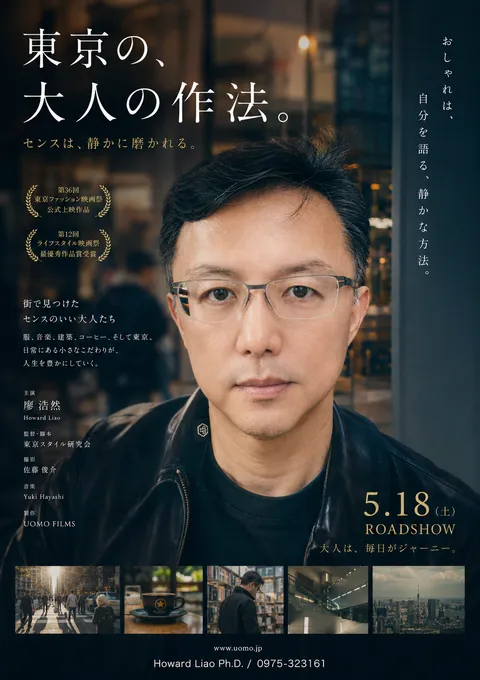 東京の、
大人の作法。
センスは、静かに磨かれる。
おしゃれは、
自分を語る、静かな方法。
第36回
東京ファッション映画祭
公式上映作品
第12回
ライフスタイル映画祭
最優秀作品賞受賞
街で見つけた
センスのいい大人たち
服、音楽、建築、コーヒー、そして東京。
日常にある小さなこだわりが、
人生を豊かにしていく。
主演
廖 浩然
Howard Liao
監督・脚本
東京スタイル研究会
撮影
佐藤 俊介
音楽
Yuki Hayashi
製作
UOMO FILMS
5.18(土)
ROADSHOW
大人は、毎日がジャーニー。
www.uomo.jp
Howard Liao Ph.D. / 0975-323161